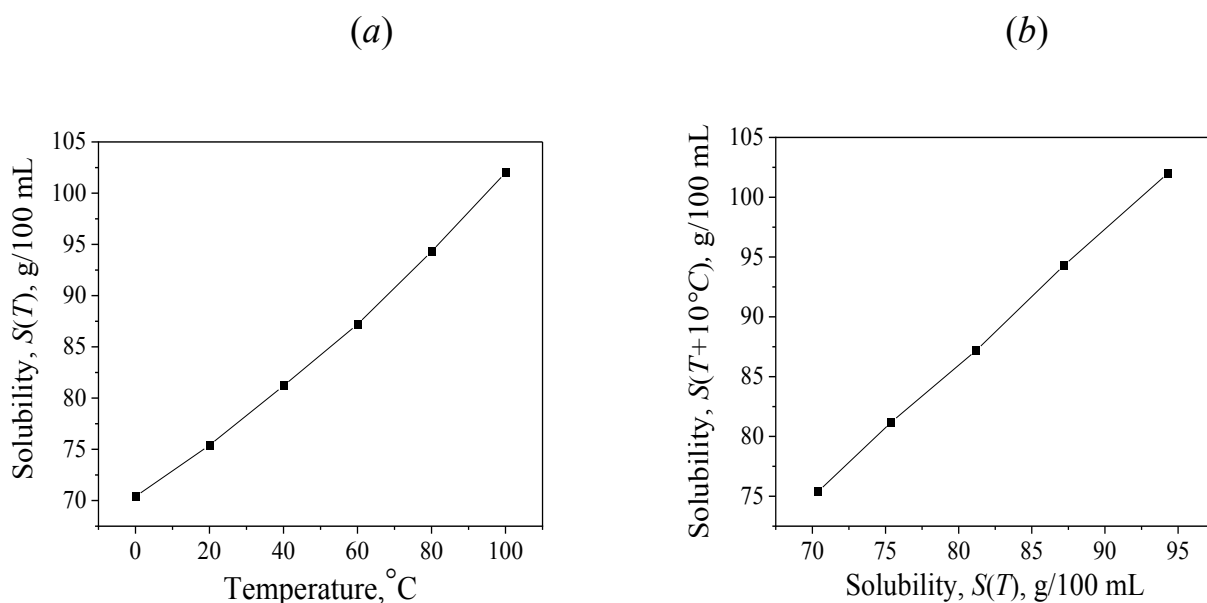 (a)
(b)
Solubility, S(T), g/100 mL
105
100
95
90
85
80
75
70
0 20 40 60 80 100
Temperature,°C
Solubility, S(T+10°C), g/100 mL
105
100
95
90
85
80
75
70 75 80 85 90 95
Solubility, S(T), g/100 mL